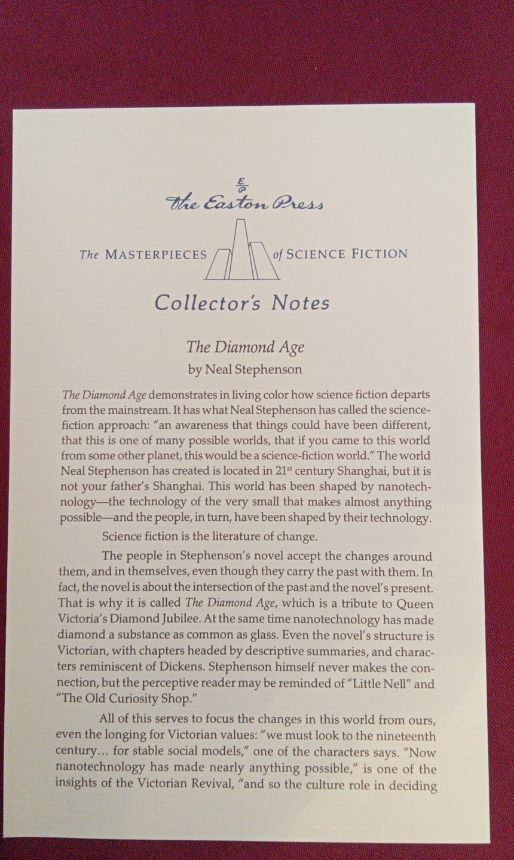 E
P
the Easton Press
The MASTERPIECES of SCIENCE FICTION
Collector's Notes
The Diamond Age
by Neal Stephenson
The Diamond Age demonstrates in living color how science fiction departs
from the mainstream. It has what Neal Stephenson has called the science-
fiction approach: “an awareness that things could have been different,
that this is one of many possible worlds, that if you came to this world
from some other planet, this would be a science-fiction world.” The world
Neal Stephenson has created is located in 21st century Shanghai, but it is
not your father's Shanghai. This world has been shaped by nanotech-
nology—the technology of the very small that makes almost anything
possible—and the people, in turn, have been shaped by their technology.
Science fiction is the literature of change.
The people in Stephenson's novel accept the changes around
them, and in themselves, even though they carry the past with them. In
fact, the novel is about the intersection of the past and the novel's present.
That is why it is called The Diamond Age, which is a tribute to Queen
Victoria's Diamond Jubilee. At the same time nanotechnology has made
diamond a substance as common as glass. Even the novel's structure is
Victorian, with chapters headed by descriptive summaries, and charac-
ters reminiscent of Dickens. Stephenson himself never makes the con-
nection, but the perceptive reader may be reminded of “Little Nell” and
“The Old Curiosity Shop.”
All of this serves to focus the changes in this world from ours,
even the longing for Victorian values: “we must look to the nineteenth
century… for stable social models,” one of the characters says. “Now
nanotechnology has made nearly anything possible,” is one of the
insights of the Victorian Revival, “and so the culture role in deciding